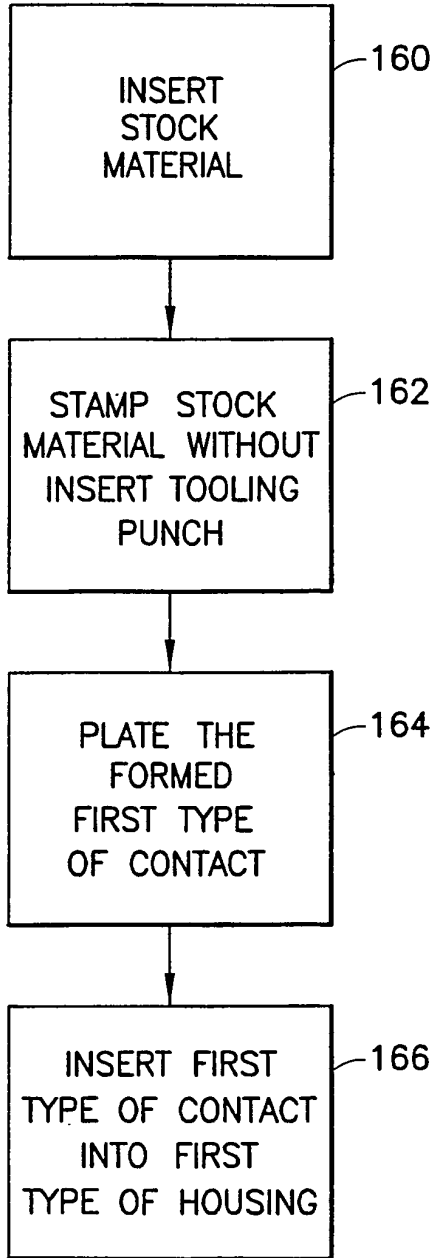 INSERT
STOCK
MATERIAL
160
STAMP STOCK
MATERIAL WITHOUT
INSERT TOOLING
PUNCH
162
PLATE THE
FORMED
FIRST TYPE
OF CONTACT
164
INSERT FIRST
TYPE OF CONTACT
INTO FIRST
TYPE OF HOUSING
166